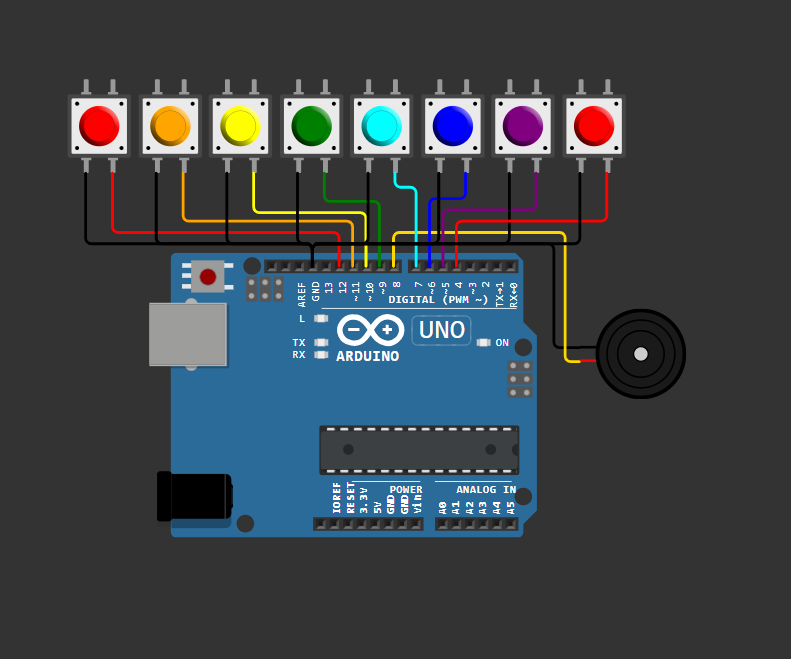 AREF
GND
13
12
~11
~10
~9
8
7
~6
~5
4
~3
2
TX→1
RX←0
DIGITAL (PWM ~)
L
TX
RX
UNO
ON
ARDUINO
IOREF
RESET
3.3V
5V
GND
GND
Vin
POWER
ANALOG IN
A0
A1
A2
A3
A4
A5